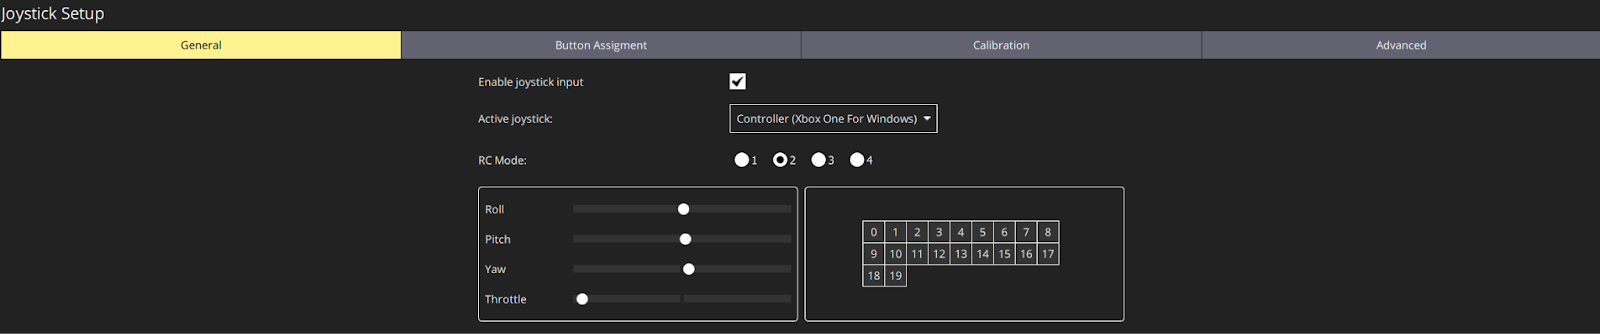 Joystick Setup
General Button Assigment Calibration Advanced
Enable joystick input
Active joystick: Controller (Xbox One For Windows)
RC Mode: 1 2 3 4
Roll
Pitch
Yaw
Throttle
0 1 2 3 4 5 6 7 8
9 10 11 12 13 14 15 16 17
18 19